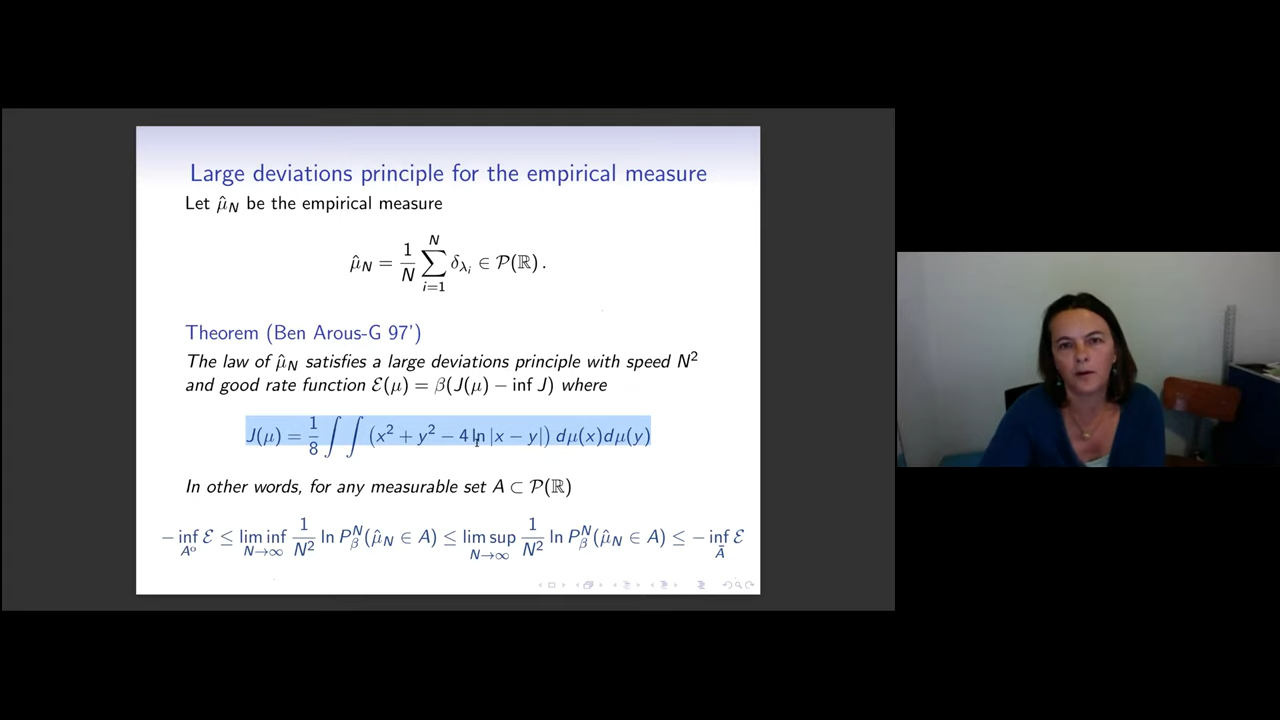 Large deviations principle for the empirical measure
Let μ̂_N be the empirical measure
μ̂_N = 1/N ∑_{i=1}^{N} δ_{λ_i} ∈ 𝒫(ℝ) .
Theorem (Ben Arous-G 97')
The law of μ̂_N satisfies a large deviations principle with speed N²
and good rate function ℰ(μ) = β(J(μ) − inf J) where
J(μ) = 1/8 ∫ ∫ (x² + y² − 4 ln |x − y|) dμ(x)dμ(y)
In other words, for any measurable set A ⊂ 𝒫(ℝ)
− inf_{A°} ℰ ≤ lim inf_{N→∞} 1/N² ln P_β^N(μ̂_N ∈ A) ≤ lim sup_{N→∞} 1/N² ln P_β^N(μ̂_N ∈ A) ≤ − inf_{Ā} ℰ